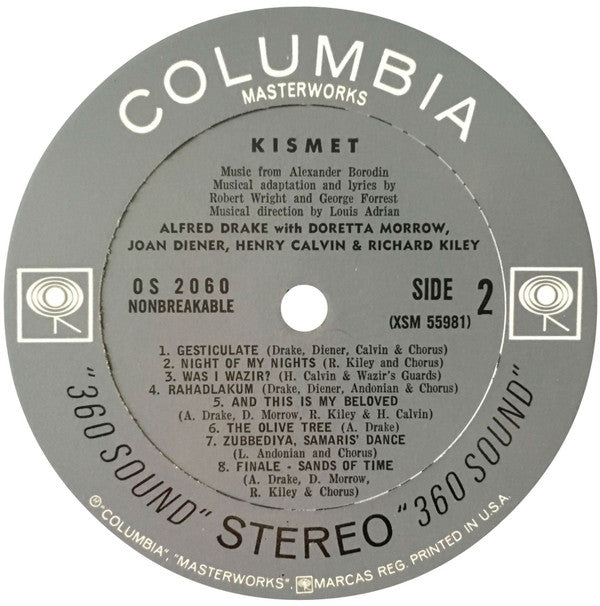 COLUMBIA
MASTERWORKS
KISMET
Music from Alexander Borodin
Musical adaptation and lyrics by
Robert Wright and George Forrest
Musical direction by Louis Adrian
ALFRED DRAKE with DORETTA MORROW,
JOAN DIENER, HENRY CALVIN & RICHARD KILEY
OS 2060
NONBREAKABLE
SIDE 2
(XSM 55981)
1. GESTICULATE (Drake, Diener, Calvin & Chorus)
2. NIGHT OF MY NIGHTS (R. Kiley and Chorus)
3. WAS I WAZIR? (H. Calvin & Wazir's Guards)
4. RAHADLAKUM (Drake, Diener, Andonian & Chorus)
5. AND THIS IS MY BELOVED
(A. Drake, D. Morrow, R. Kiley & H. Calvin)
6. THE OLIVE TREE (A. Drake)
7. ZUBBEDIYA, SAMARIS' DANCE
(L. Andonian and Chorus)
8. FINALE - SANDS OF TIME
(A. Drake, D. Morrow,
R. Kiley & Chorus)
"360 SOUND" STEREO "360 SOUND"
℗"COLUMBIA", "MASTERWORKS", MARCAS REG. PRINTED IN U.S.A.